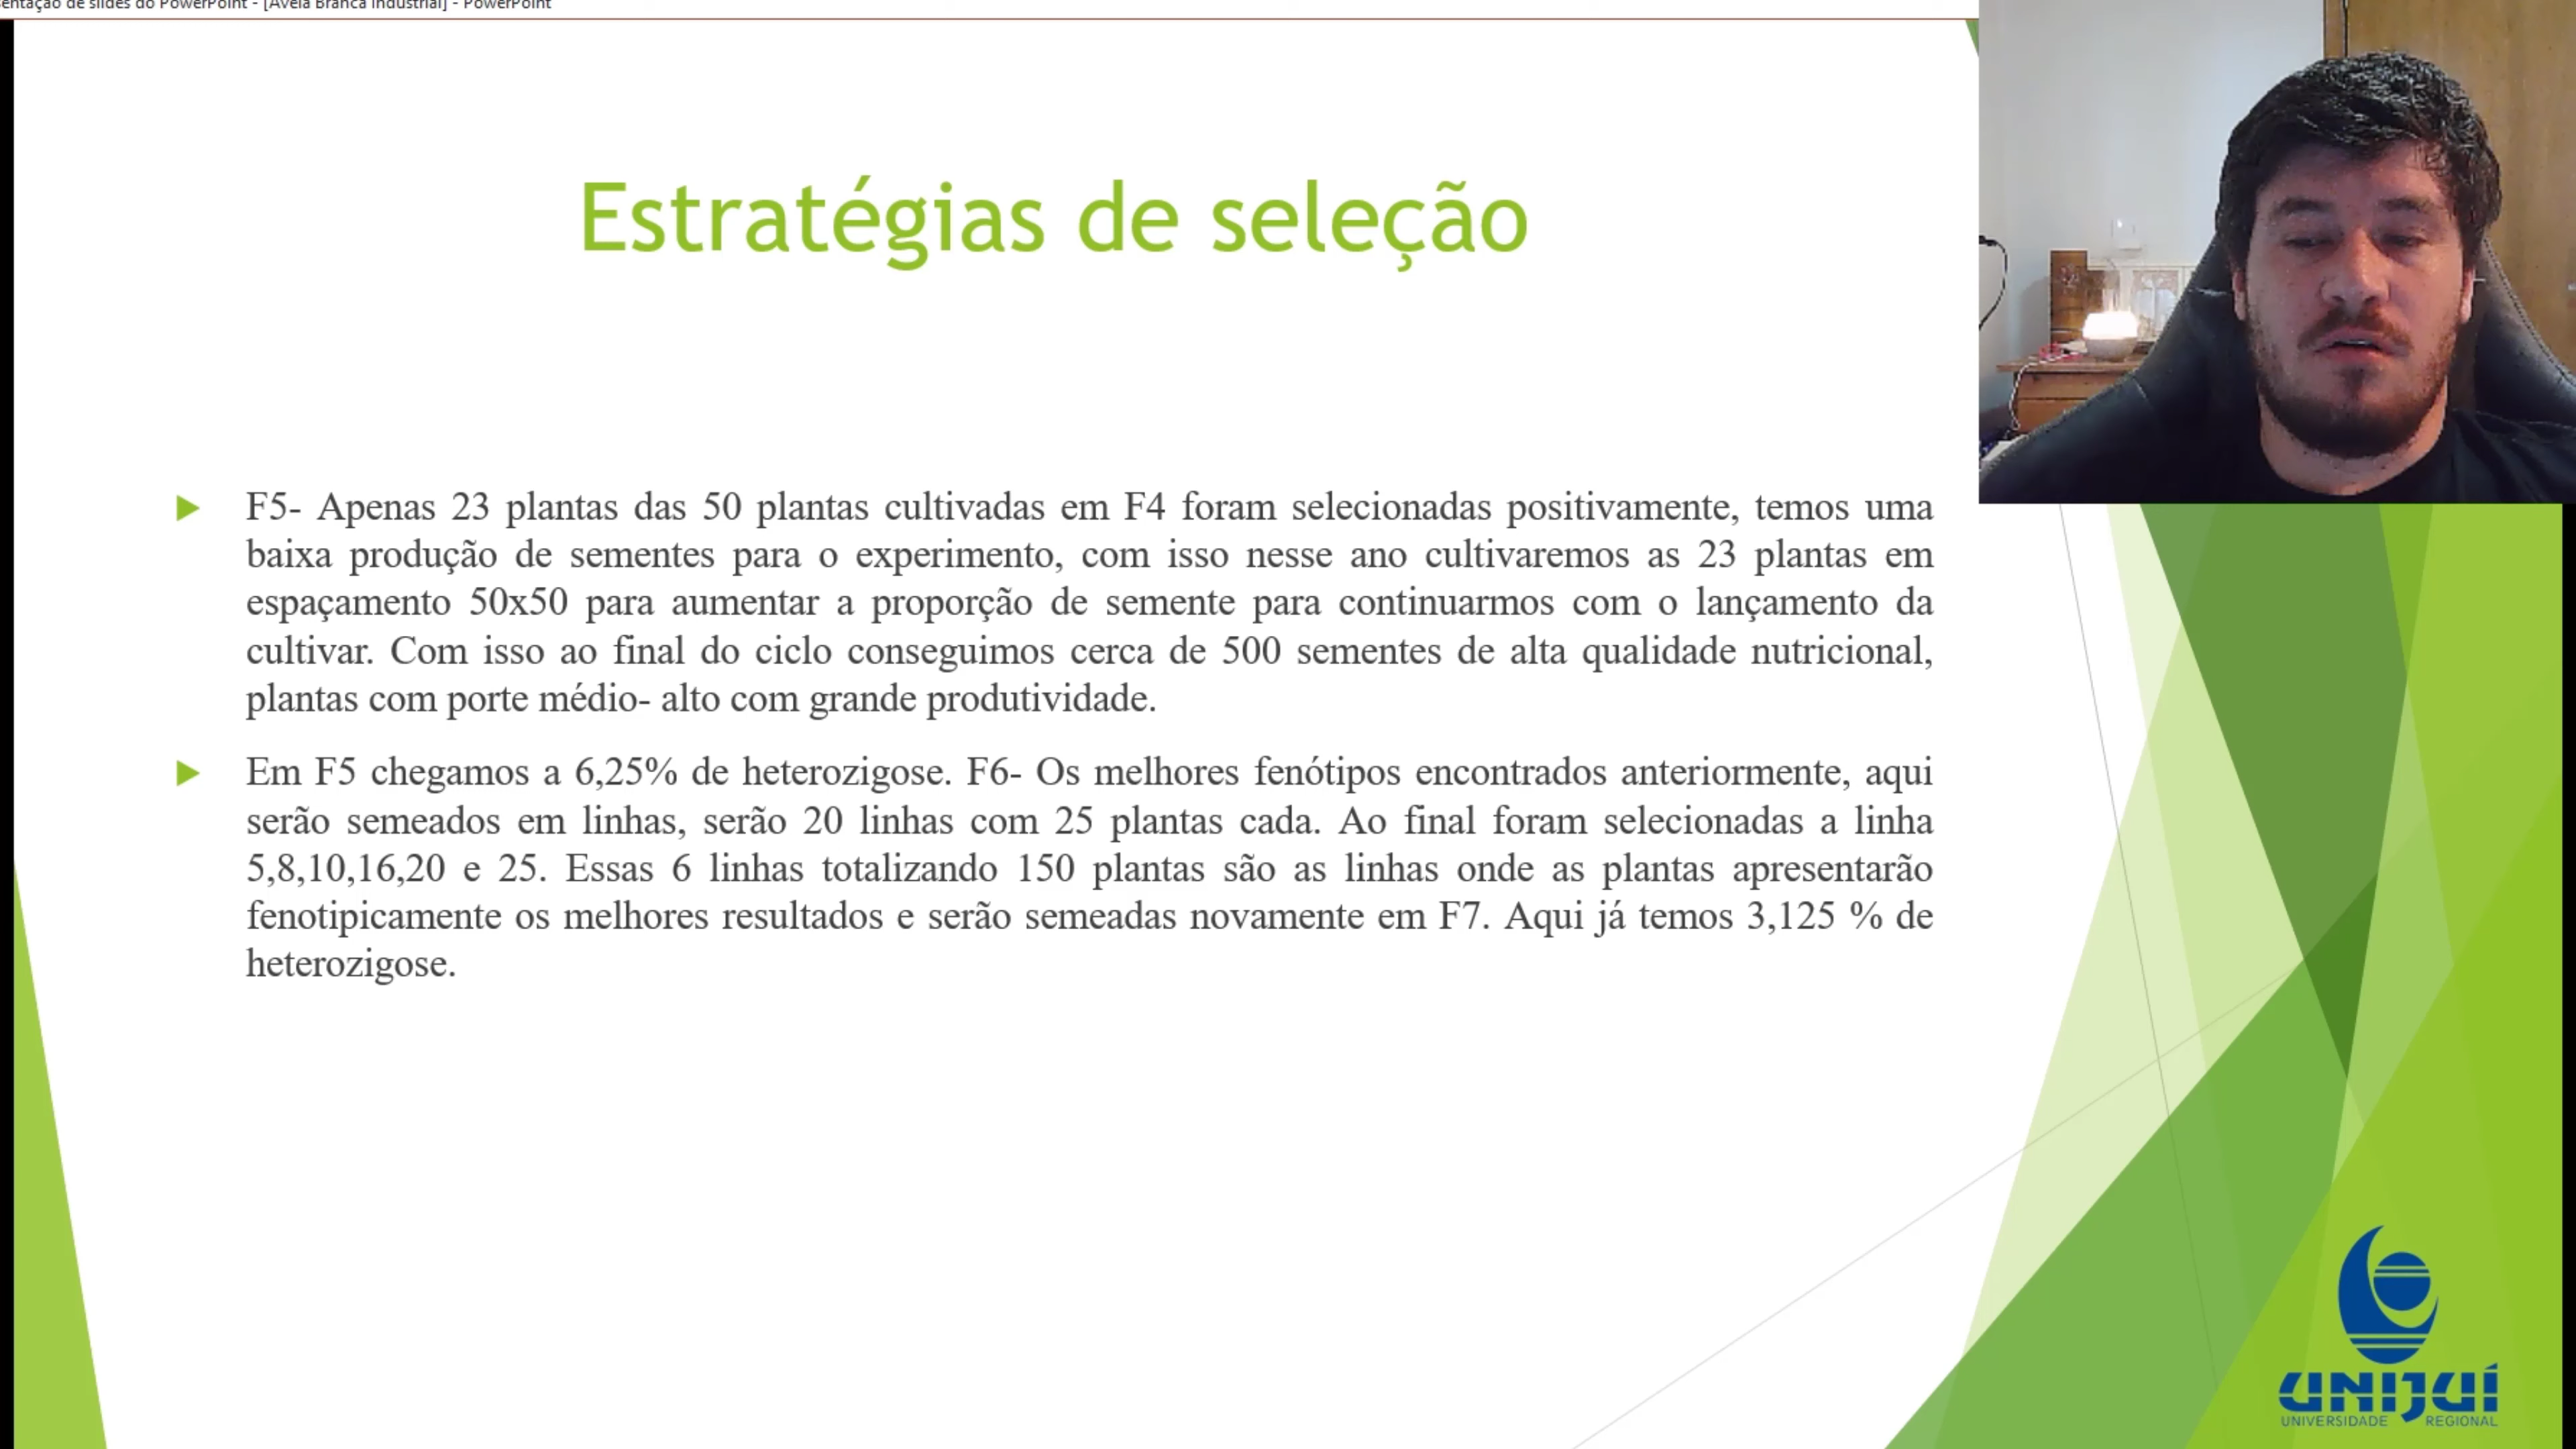 sentação de slides do PowerPoint - [Aveia Branca Industrial] - PowerPoint
Estratégias de seleção
F5- Apenas 23 plantas das 50 plantas cultivadas em F4 foram selecionadas positivamente, temos uma
baixa produção de sementes para o experimento, com isso nesse ano cultivaremos as 23 plantas em
espaçamento 50x50 para aumentar a proporção de semente para continuarmos com o lançamento da
cultivar. Com isso ao final do ciclo conseguimos cerca de 500 sementes de alta qualidade nutricional,
plantas com porte médio- alto com grande produtividade.
Em F5 chegamos a 6,25% de heterozigose. F6- Os melhores fenótipos encontrados anteriormente, aqui
serão semeados em linhas, serão 20 linhas com 25 plantas cada. Ao final foram selecionadas a linha
5,8,10,16,20 e 25. Essas 6 linhas totalizando 150 plantas são as linhas onde as plantas apresentarão
fenotipicamente os melhores resultados e serão semeadas novamente em F7. Aqui já temos 3,125 % de
heterozigose.
UNIJUÍ
UNIVERSIDADE REGIONAL